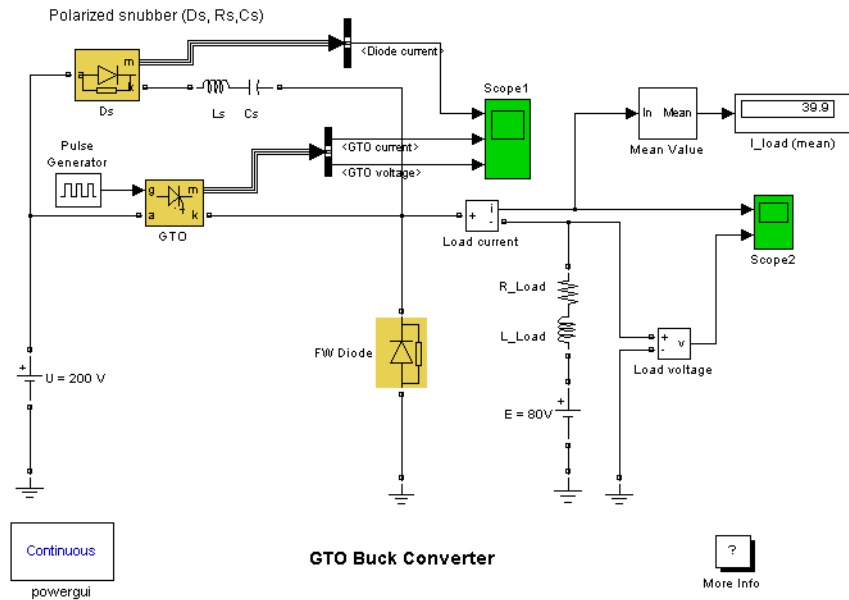 Polarized snubber (Ds, Rs,Cs)
a
m
k
Ds
Ls
Cs
<Diode current>
Scope1
In
Mean
Mean Value
39.9
I_load (mean)
Pulse
Generator
<GTO current>
<GTO voltage>
g
m
a
k
GTO
+
i
-
Load current
Scope2
R_Load
L_Load
FW Diode
+
-
v
Load voltage
+
U = 200 V
+
E = 80V
Continuous
powergui
GTO Buck Converter
?
More Info